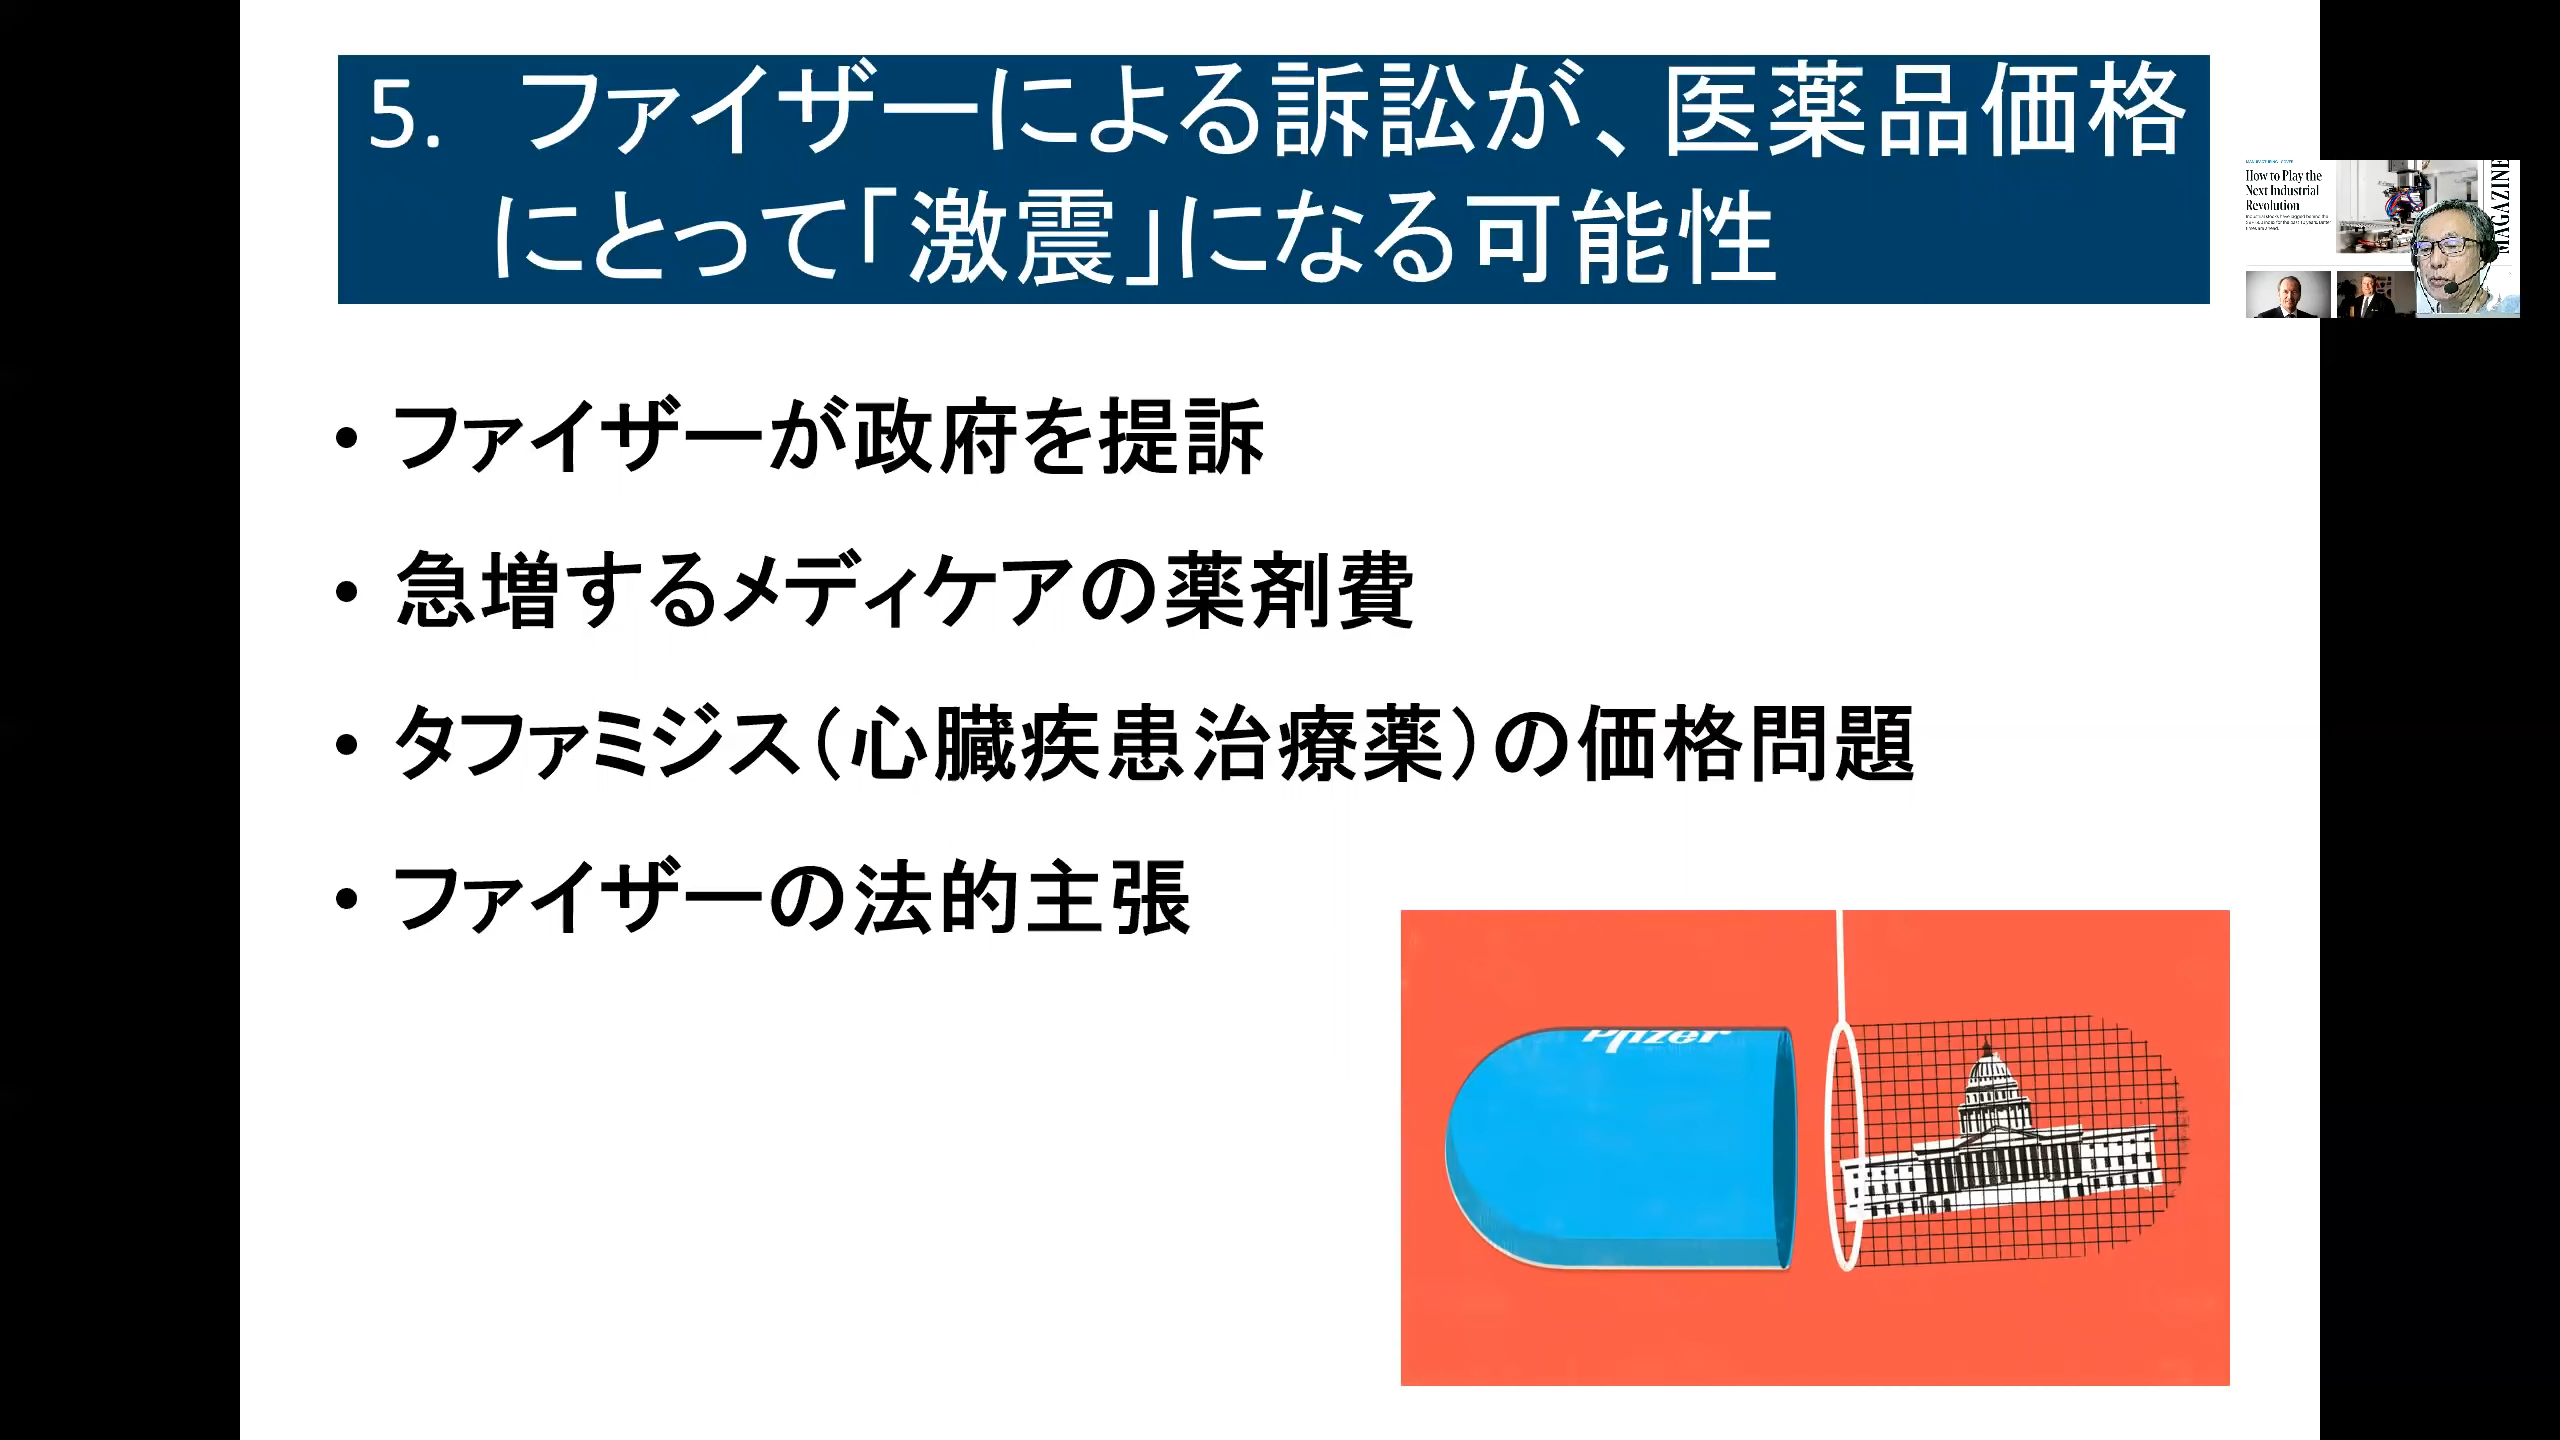 5. ファイザーによる訴訟が、医薬品価格
にとって「激震」になる可能性
• ファイザーが政府を提訴
• 急増するメディケアの薬剤費
• タファミジス（心臓疾患治療薬）の価格問題
• ファイザーの法的主張
Pfizer
How to Play the
Next Industrial
Revolution
MAGAZINE